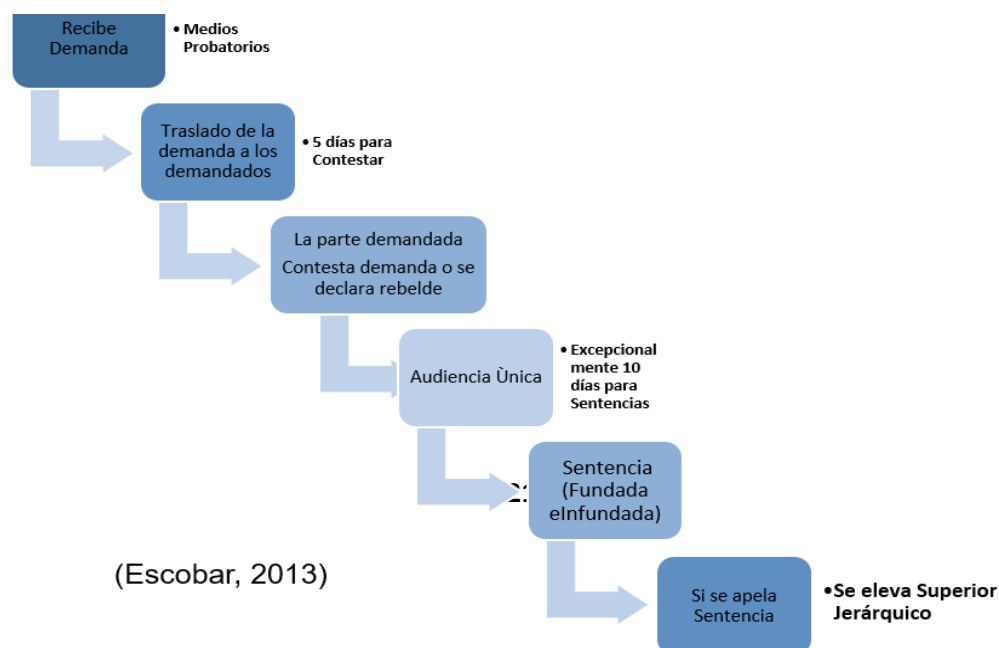 Recibe
Demanda
• Medios
Probatorios
Traslado de la
demanda a los
demandados
• 5 días para
Contestar
La parte demandada
Contesta demanda o se
declara rebelde
Audiencia Ùnica
• Excepcional
mente 10
días para
Sentencias
Sentencia
(Fundada
eInfundada)
(Escobar, 2013)
Si se apela
Sentencia
•Se eleva Superior
Jerárquico